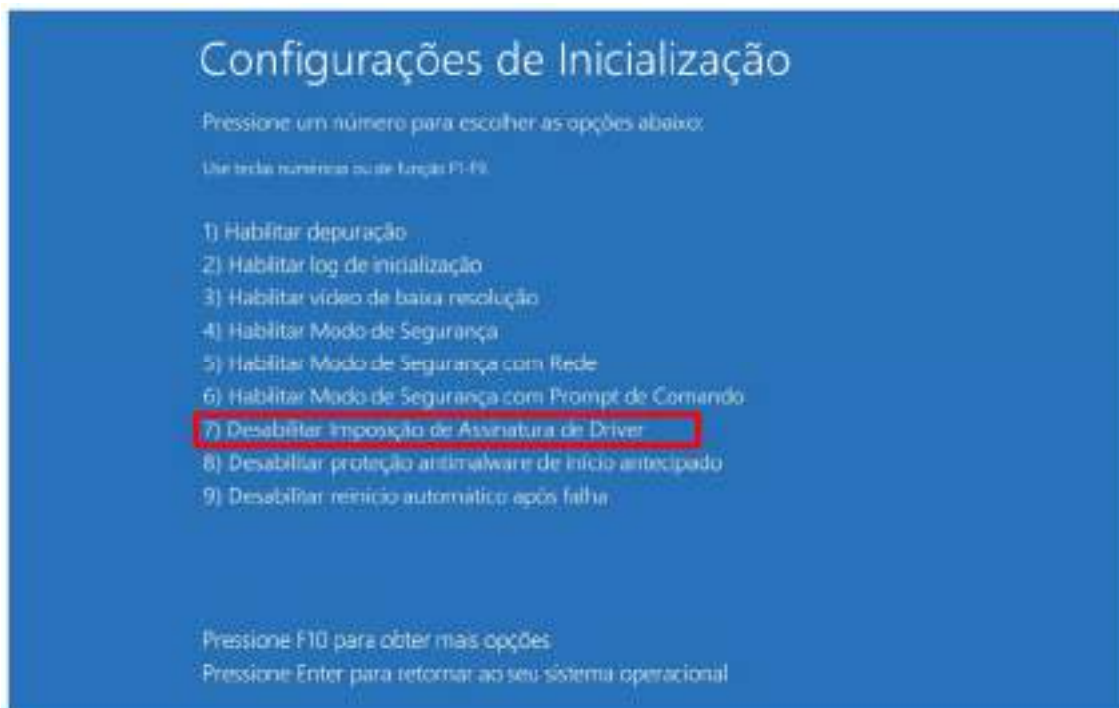 Configurações de Inicialização
Pressione um número para escolher as opções abaixo:
Use teclas numéricas ou de função F1-F9.
1) Habilitar depuração
2) Habilitar log de inicialização
3) Habilitar vídeo de baixa resolução
4) Habilitar Modo de Segurança
5) Habilitar Modo de Segurança com Rede
6) Habilitar Modo de Segurança com Prompt de Comando
7) Desabilitar Imposição de Assinatura de Driver
8) Desabilitar proteção antimalware de início antecipado
9) Desabilitar reinício automático após falha
Pressione F10 para obter mais opções
Pressione Enter para retornar ao seu sistema operacional